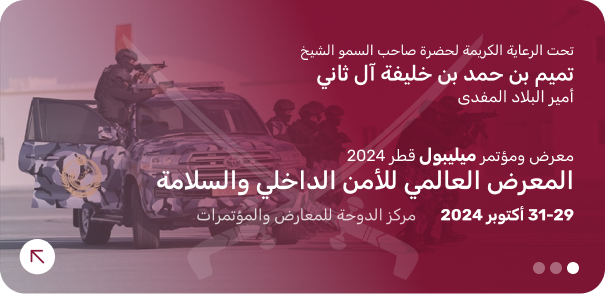 تحت الرعاية الكريمة لحضرة صاحب السمو الشيخ
تميم بن حمد بن خليفة آل ثاني
أمير البلاد المفدى
معرض ومؤتمر ميليبول قطر 2024
المعرض العالمي للأمن الداخلي والسلامة
29-31 أكتوبر 2024 مركز الدوحة للمعارض والمؤتمرات